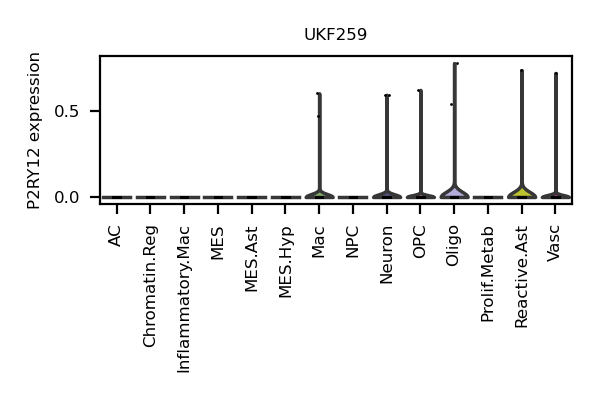 UKF259
P2RY12 expression
0.5
0.0
AC
Chromatin.Reg
Inflammatory.Mac
MES
MES.Ast
MES.Hyp
Mac
NPC
Neuron
OPC
Oligo
Prolif.Metab
Reactive.Ast
Vasc